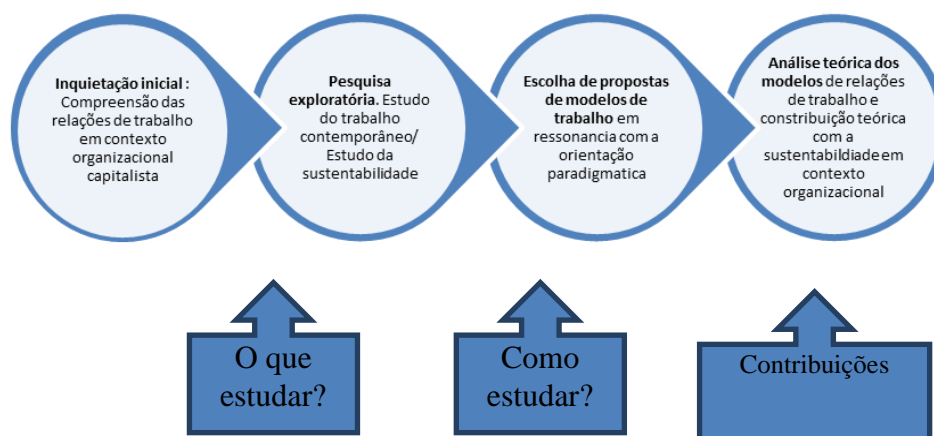 Inquietação inicial :
Compreensão das
relações de trabalho
em contexto
organizacional
capitalista
Pesquisa
exploratória. Estudo
do trabalho
contemporâneo/
Estudo da
sustentabilidade
Escolha de propostas
de modelos de
trabalho em
ressonancia com a
orientação
paradigmatica
Análise teórica dos
modelos de relações
de trabalho e
constribuição teórica
com a
sustentabildiade em
contexto
organizacional
O que
estudar?
Como
estudar?
Contribuições